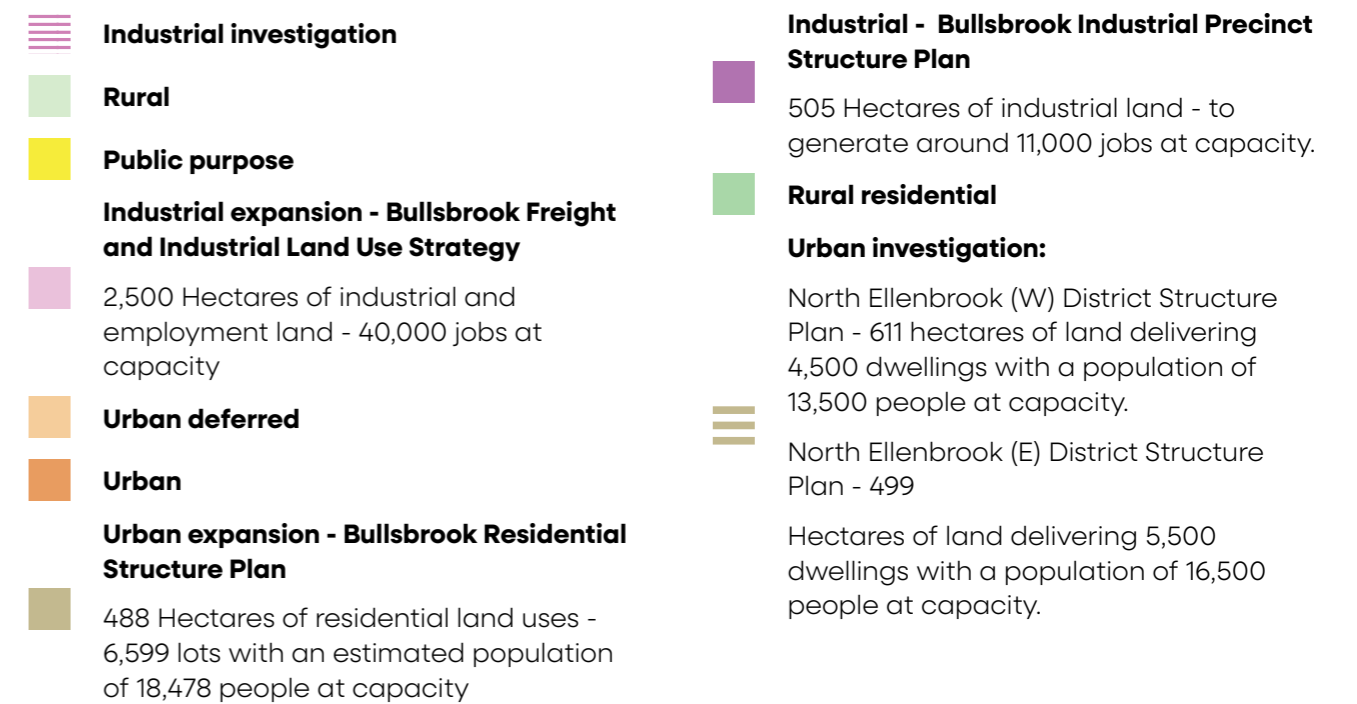 Industrial investigation
Rural
Public purpose
Industrial expansion - Bullsbrook Freight
and Industrial Land Use Strategy
2,500 Hectares of industrial and
employment land - 40,000 jobs at
capacity
Urban deferred
Urban
Urban expansion - Bullsbrook Residential
Structure Plan
488 Hectares of residential land uses -
6,599 lots with an estimated population
of 18,478 people at capacity
Industrial - Bullsbrook Industrial Precinct
Structure Plan
505 Hectares of industrial land - to
generate around 11,000 jobs at capacity.
Rural residential
Urban investigation:
North Ellenbrook (W) District Structure
Plan - 611 hectares of land delivering
4,500 dwellings with a population of
13,500 people at capacity.
North Ellenbrook (E) District Structure
Plan - 499
Hectares of land delivering 5,500
dwellings with a population of 16,500
people at capacity.